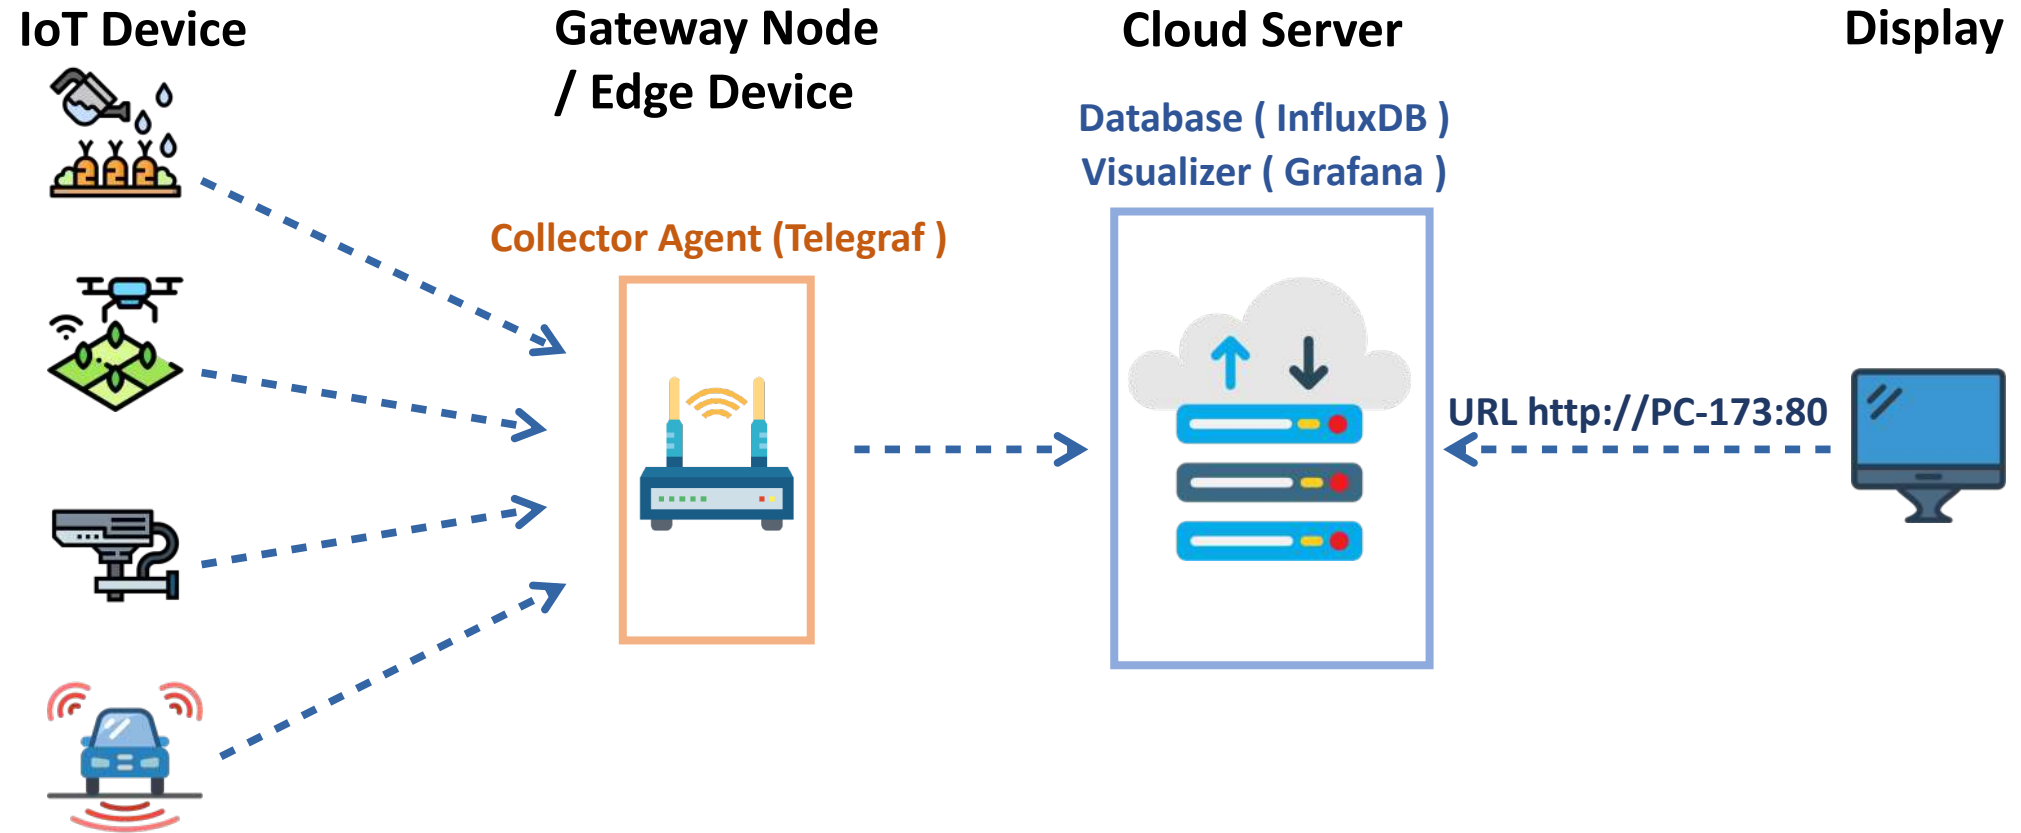 IoT Device
Gateway Node
/ Edge Device
Cloud Server
Display
Database ( InfluxDB )
Visualizer ( Grafana )
Collector Agent (Telegraf )
URL http://PC-173:80